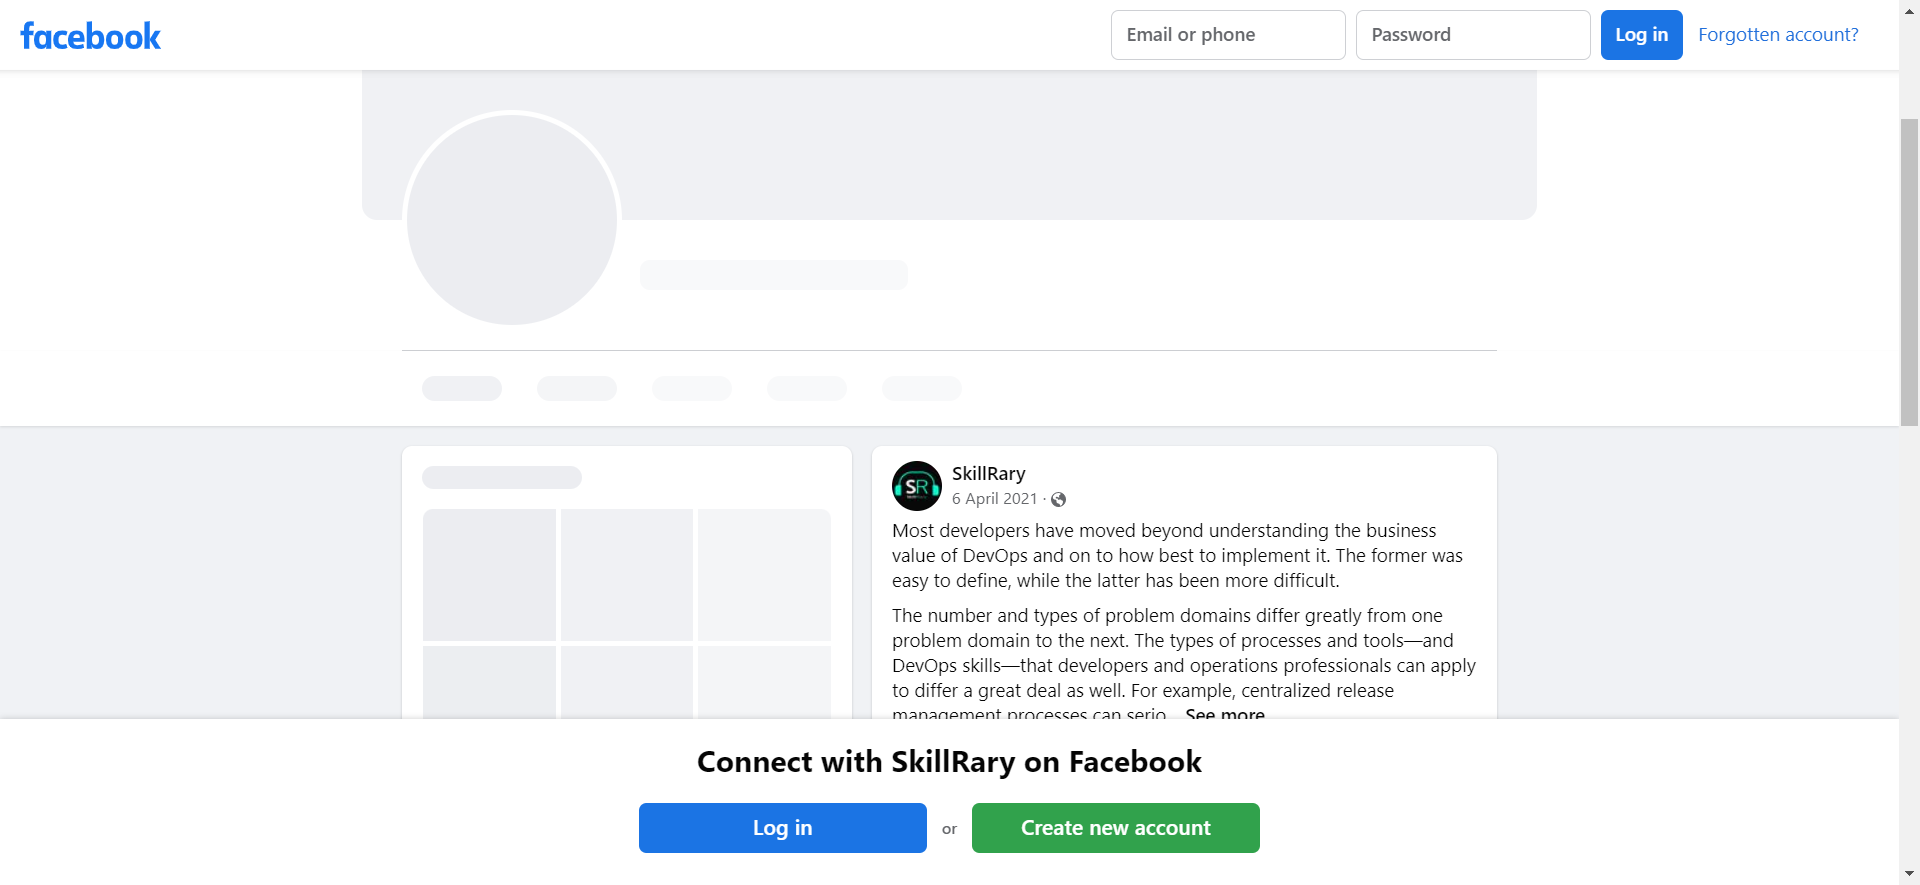 facebook
Email or phone
Password
Log in
Forgotten account?
SR
SkillRary
6 April 2021 ·
Most developers have moved beyond understanding the business
value of DevOps and on to how best to implement it. The former was
easy to define, while the latter has been more difficult.
The number and types of problem domains differ greatly from one
problem domain to the next. The types of processes and tools—and
DevOps skills—that developers and operations professionals can apply
to differ a great deal as well. For example, centralized release
management processes can serio... See more
Connect with SkillRary on Facebook
Log in
or
Create new account